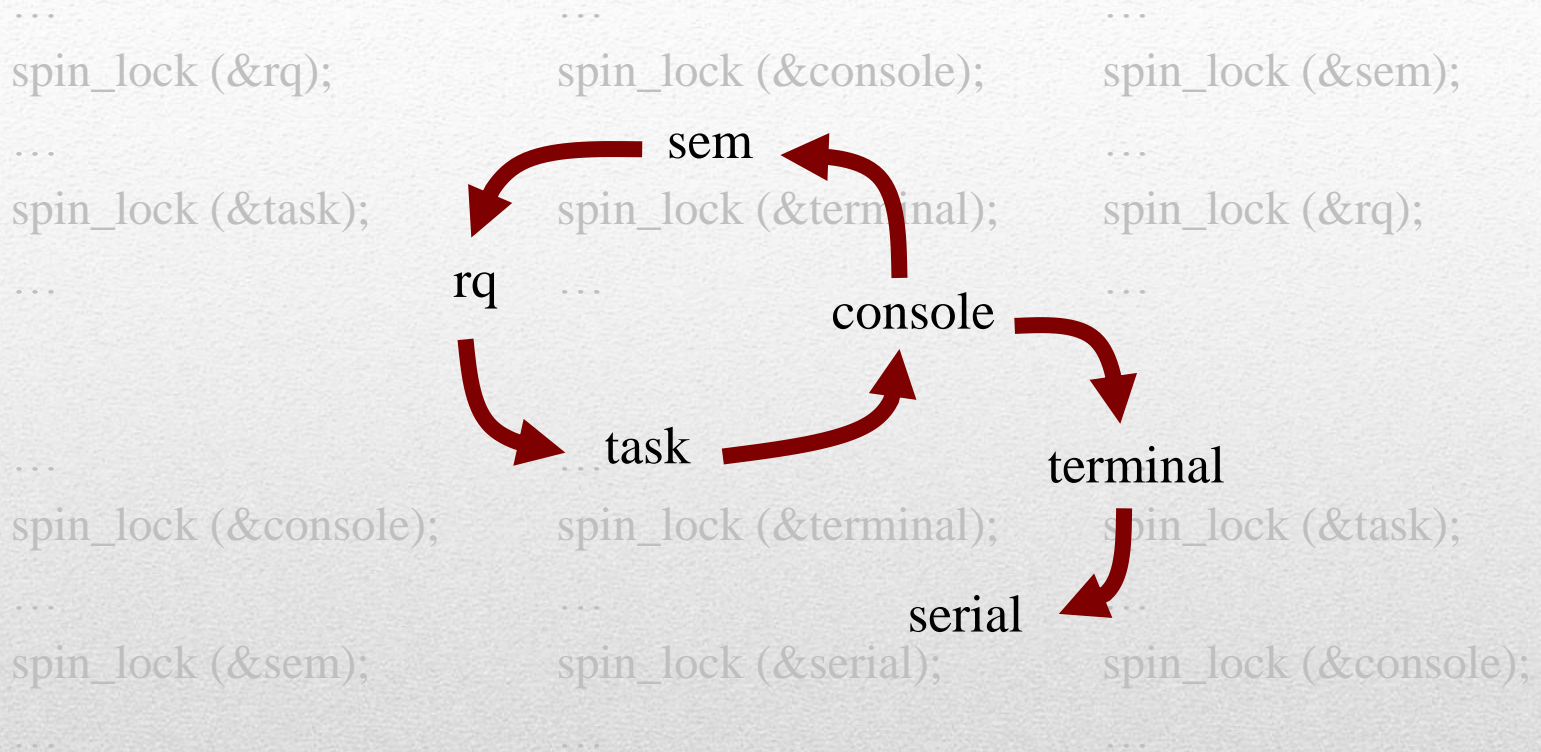 … … …
spin_lock (&rq); spin_lock (&console); spin_lock (&sem);
sem
… …
spin_lock (&task); spin_lock (&terminal); spin_lock (&rq);
rq
… … …
console
task
terminal
… … 
spin_lock (&console); spin_lock (&terminal); spin_lock (&task);
… … …
serial
spin_lock (&sem); spin_lock (&serial); spin_lock (&console);
… … …